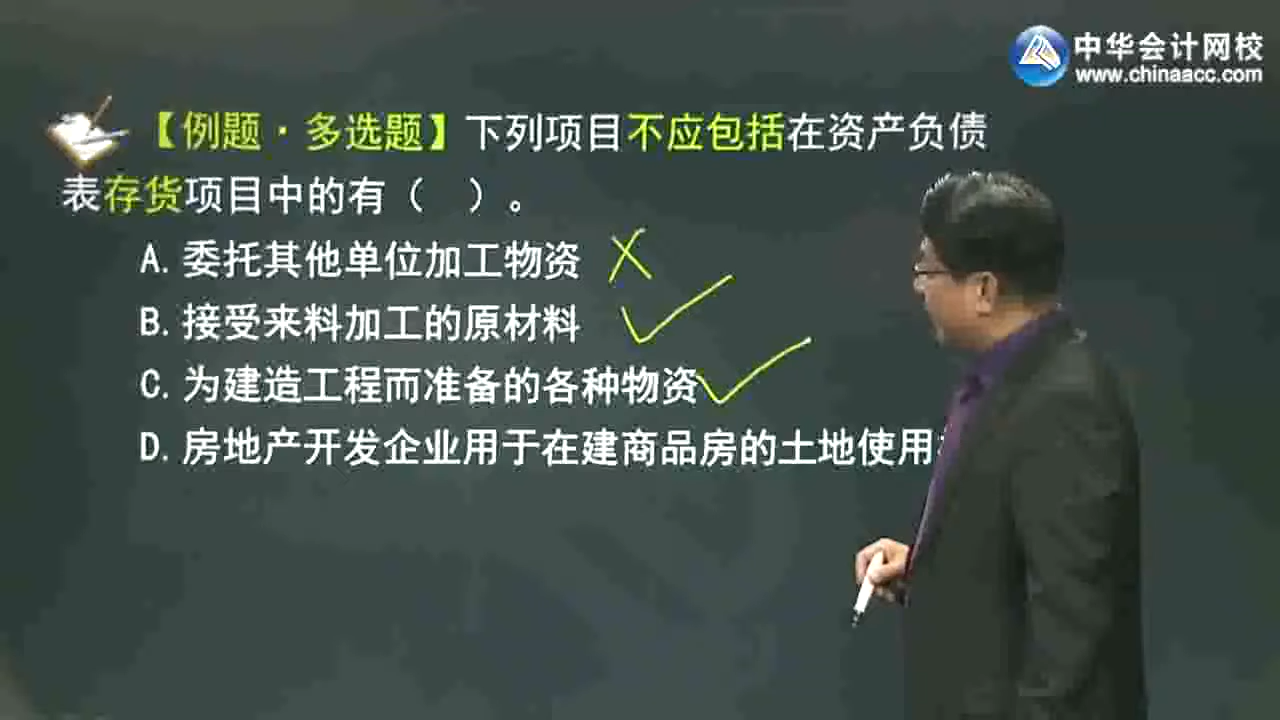 中华会计网校
www.chinaacc.com
【例题·多选题】下列项目不应包括在资产负债
表存货项目中的有（ ）。
A. 委托其他单位加工物资
B. 接受来料加工的原材料
C. 为建造工程而准备的各种物资
D. 房地产开发企业用于在建商品房的土地使用